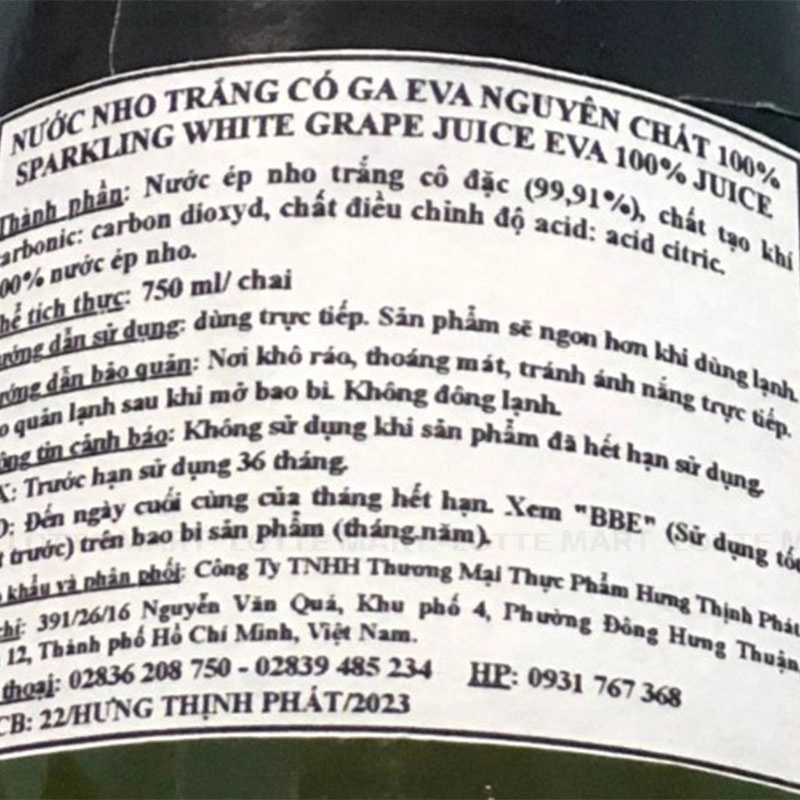 NƯỚC NHO TRẮNG CÓ GA EVA NGUYÊN CHẤT 100%
SPARKLING WHITE GRAPE JUICE EVA 100% JUICE
Thành phần: Nước ép nho trắng cô đặc (99,91%), chất tạo khí
arbonic: carbon dioxyd, chất điều chỉnh độ acid: acid citric.
00% nước ép nho.
hể tích thực: 750 ml/ chai
ướng dẫn sử dụng: dùng trực tiếp. Sản phẩm sẽ ngon hơn khi dùng lạnh.
ướng dẫn bảo quản: Nơi khô ráo, thoáng mát, tránh ánh nắng trực tiếp.
o quản lạnh sau khi mở bao bì. Không đông lạnh.
ông tin cảnh báo: Không sử dụng khi sản phẩm đã hết hạn sử dụng.
X: Trước hạn sử dụng 36 tháng.
D: Đến ngày cuối cùng của tháng hết hạn. Xem "BBE" (Sử dụng tốt
t trước) trên bao bì sản phẩm (tháng.năm).
khẩu và phân phối: Công Ty TNHH Thương Mại Thực Phẩm Hưng Thịnh Phát
chỉ: 391/26/16 Nguyễn Văn Quá, Khu phố 4, Phường Đông Hưng Thuận,
12, Thành phố Hồ Chí Minh, Việt Nam.
thoại: 02836 208 750 - 02839 485 234 HP: 0931 767 368
CB: 22/HƯNG THỊNH PHÁT/2023
LOTTE MART LOTTE MART LOTTE MART LOTTE